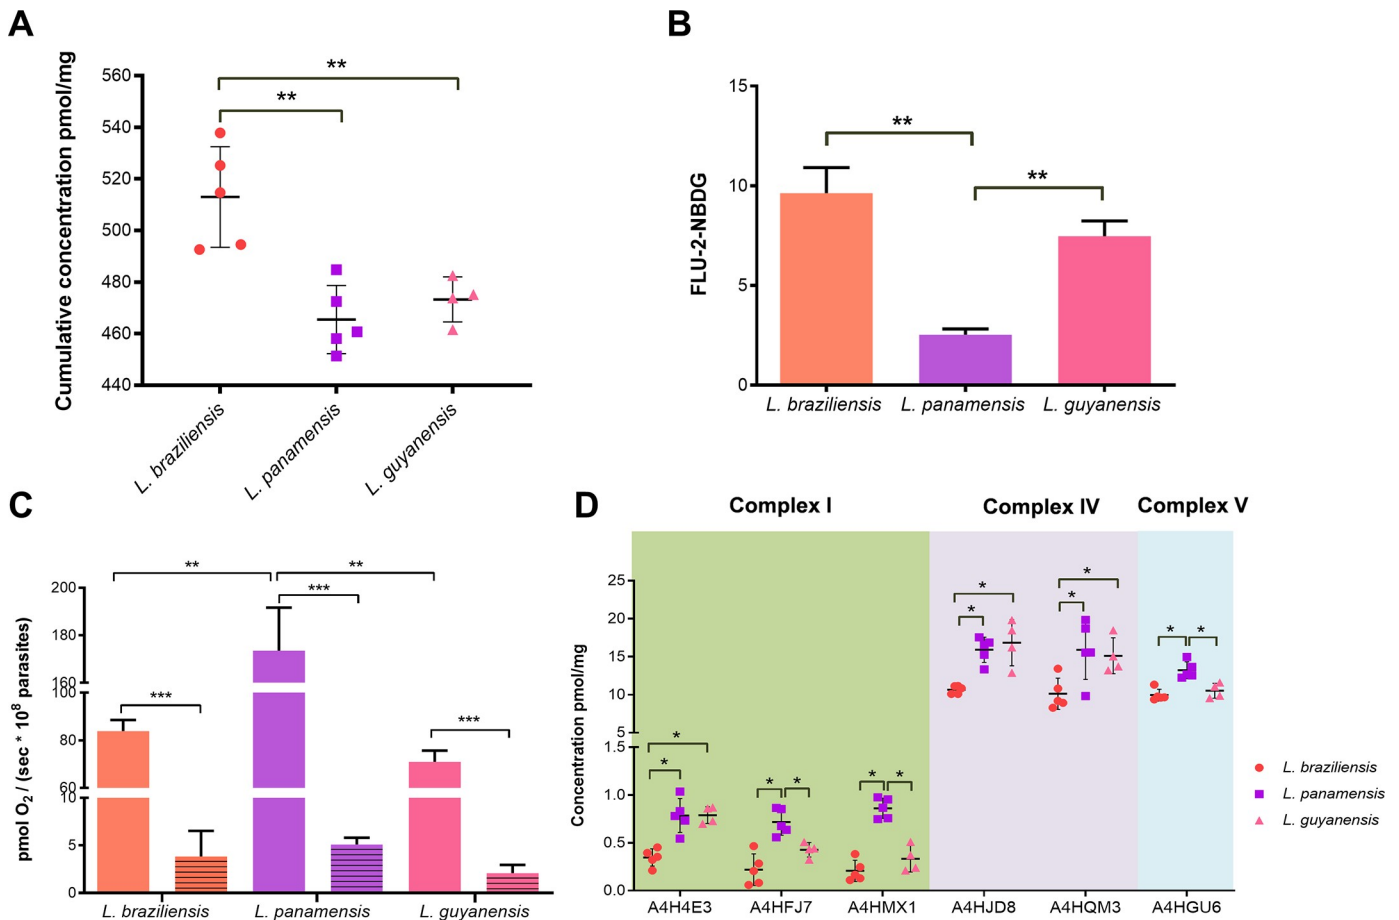 A
Cumulative concentration pmol/mg
560
540
520
500
480
460
440
**
**
L. braziliensis
L. panamensis
L. guyanensis
B
FLU-2-NBDG
15
10
5
0
**
**
L. braziliensis
L. panamensis
L. guyanensis
C
pmol O2 / (sec * 10^8 parasites)
200
180
160
100
80
60
10
5
0
**
**
***
***
***
L. braziliensis
L. panamensis
L. guyanensis
D
Complex I
Complex IV
Complex V
Concentration pmol/mg
25
20
15
10
5
1.5
1.0
0.5
0.0
*
*
*
*
*
*
*
*
*
*
*
*
A4H4E3
A4HFJ7
A4HMX1
A4HJD8
A4HQM3
A4HGU6
L. braziliensis
L. panamensis
L. guyanensis